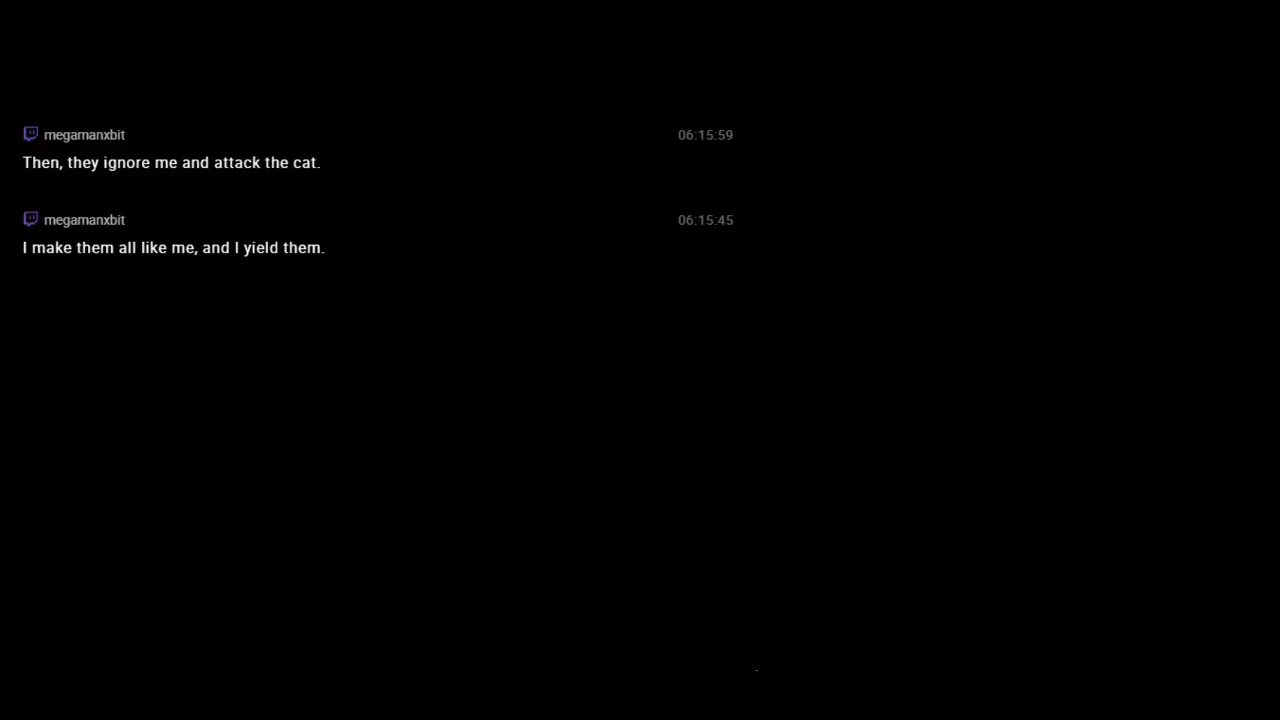 megamanxbit 06:15:59
Then, they ignore me and attack the cat.
megamanxbit 06:15:45
I make them all like me, and I yield them.